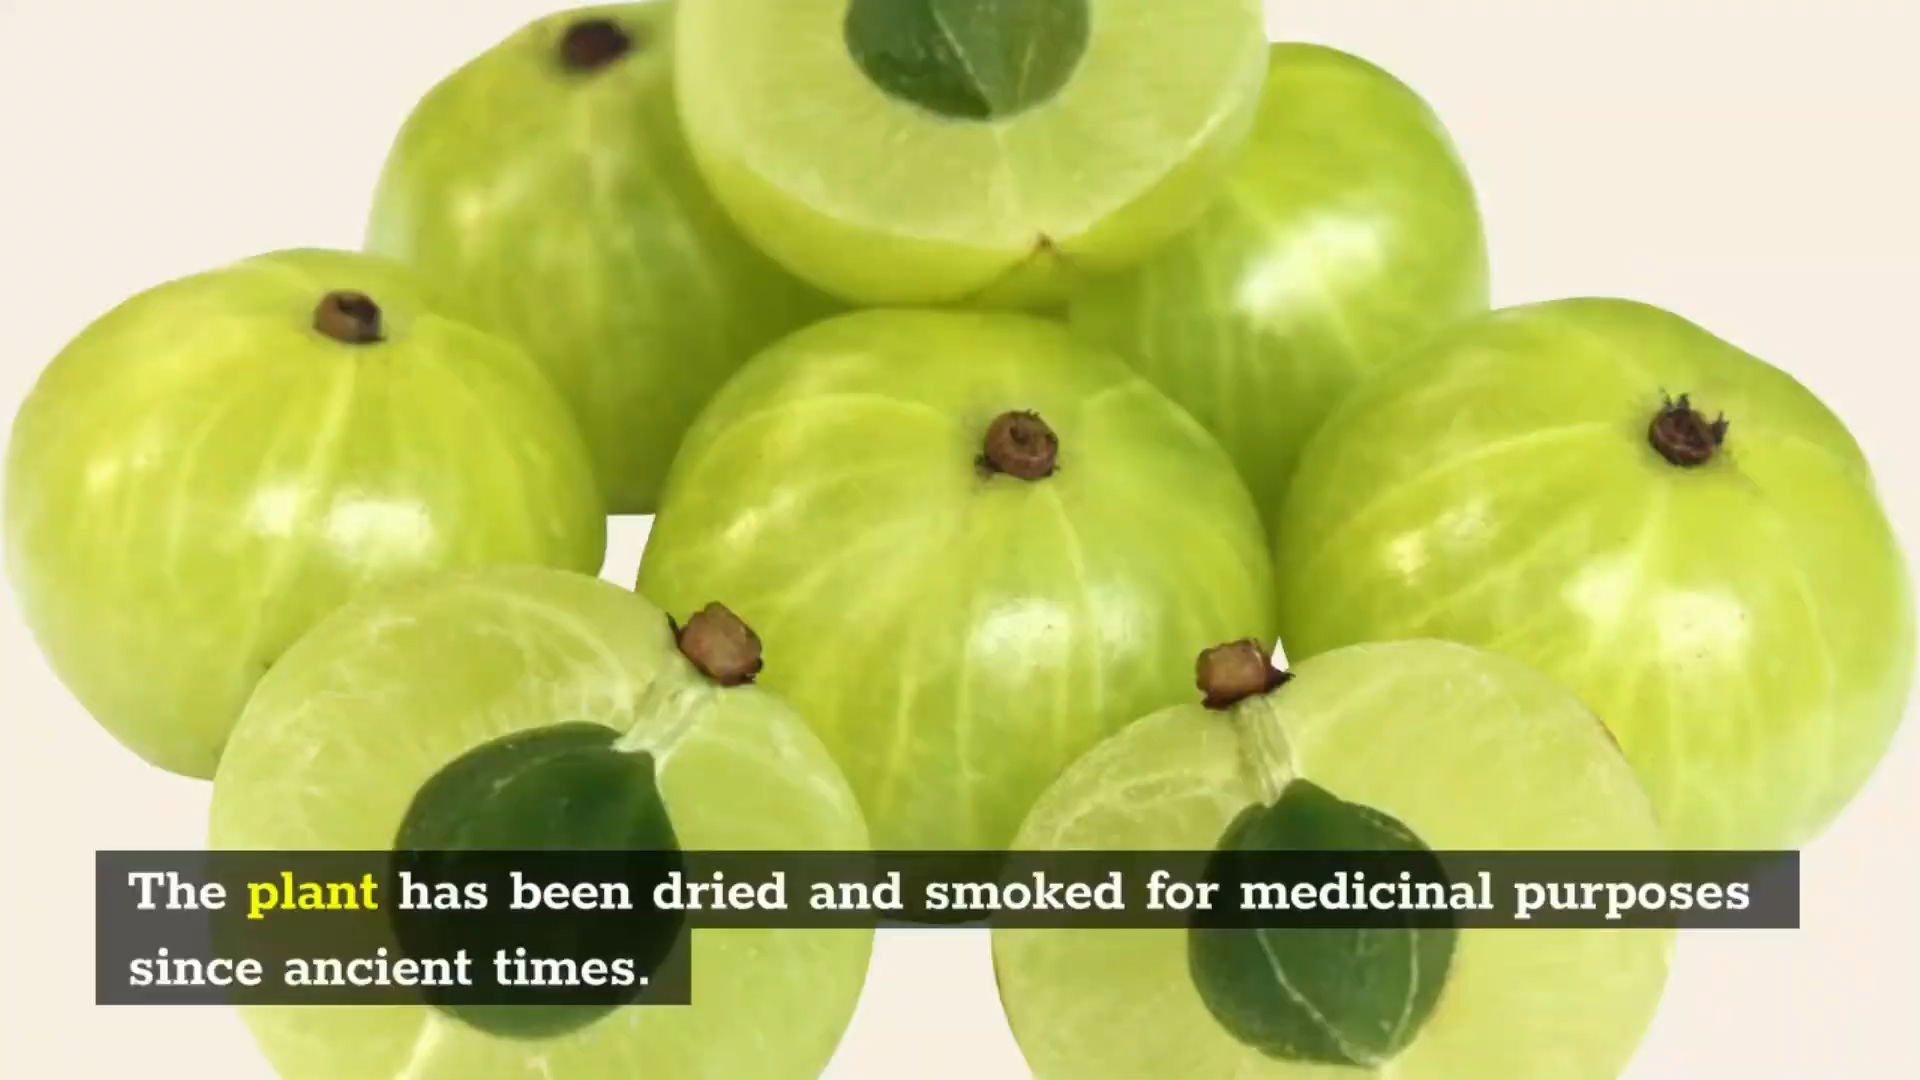 The plant has been dried and smoked for medicinal purposes
since ancient times.